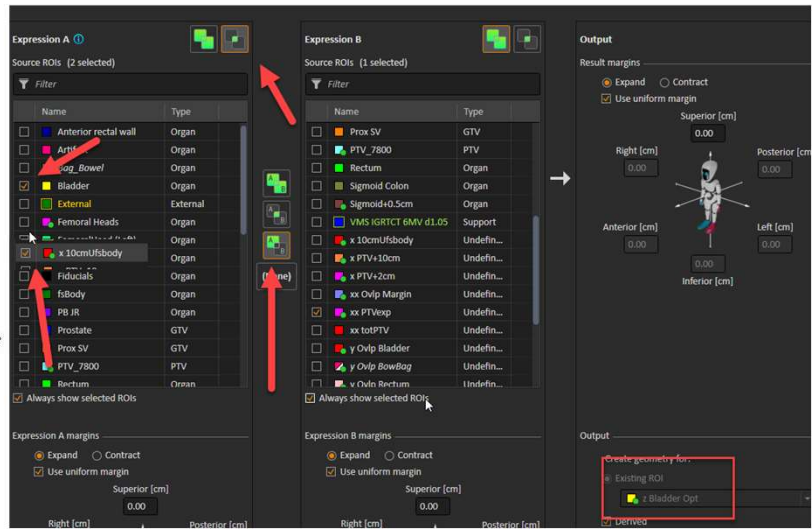 Expression A
Source ROIs (2 selected)
Filter
Name Type
Anterior rectal wall Organ
Organ
Bag_Bowel Organ
Bladder Organ
External External
Femoral Heads Organ
Organ
x 10cmUfsbody Organ
Fiducials Organ
fsBody Organ
PB JR Organ
Prostate GTV
Prox SV GTV
PTV_7800 PTV
Rectum Organ
Always show selected ROIs
Expression A margins
Expand Contract
Use uniform margin
Superior [cm]
0.00
Right [cm] Posterior [cm]
A B
A B
A B
(None)
Expression B
Source ROIs (1 selected)
Filter
Name Type
Prox SV GTV
PTV_7800 PTV
Rectum Organ
Sigmoid Colon Organ
Sigmoid+0.5cm Organ
VMS IGRTCT 6MV d1.05 Support
x 10cmUfsbody Undefin...
x PTV+10cm Undefin...
x PTV+2cm Undefin...
xx Ovlp Margin Undefin...
xx PTVexp Undefin...
xx totPTV Undefin...
y Ovlp Bladder Undefin...
y Ovlp BowBag Undefin...
y Ovlp Rectum Undefin...
Always show selected ROIs
Expression B margins
Expand Contract
Use uniform margin
Superior [cm]
0.00
Right [cm] Posterior [cm]
Output
Result margins
Expand Contract
Use uniform margin
Superior [cm]
0.00
Right [cm] Posterior [cm
0.00 0.00
Anterior [cm] Left [cm]
0.00 0.00
0.00
Inferior [cm]
Output
Create geometry for:
Existing ROI
z Bladder Opt
Derived